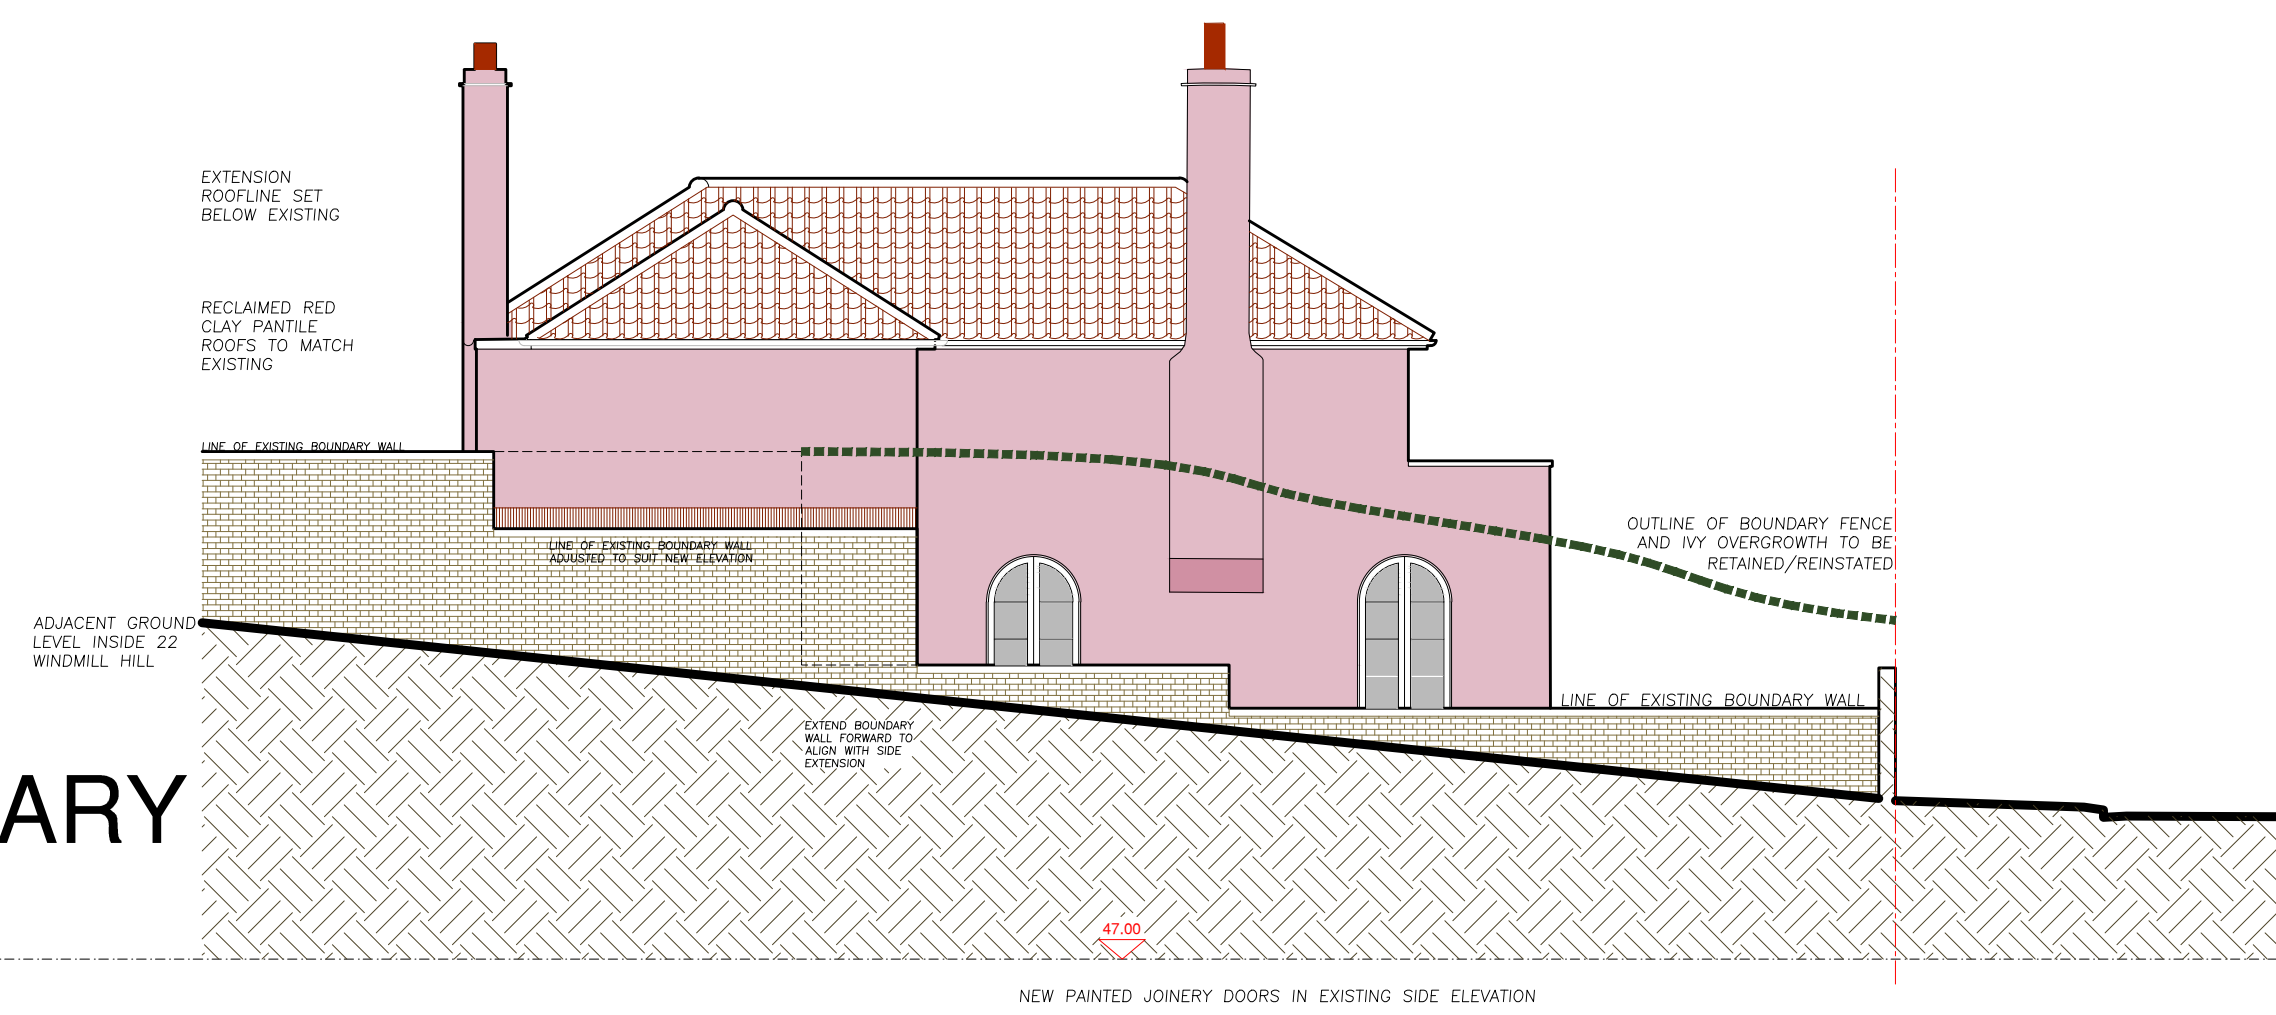 EXTENSION
ROOFLINE SET
BELOW EXISTING
RECLAIMED RED
CLAY PANTILE
ROOFS TO MATCH
EXISTING
LINE OF EXISTING BOUNDARY WALL
LINE OF EXISTING BOUNDARY WALL
ADJUSTED TO SUIT NEW ELEVATION
OUTLINE OF BOUNDARY FENCE
AND IVY OVERGROWTH TO BE
RETAINED/REINSTATED
ADJACENT GROUND
LEVEL INSIDE 22
WINDMILL HILL
LINE OF EXISTING BOUNDARY WALL
EXTEND BOUNDARY
WALL FORWARD TO
ALIGN WITH SIDE
EXTENSION
ARY
47.00
NEW PAINTED JOINERY DOORS IN EXISTING SIDE ELEVATION